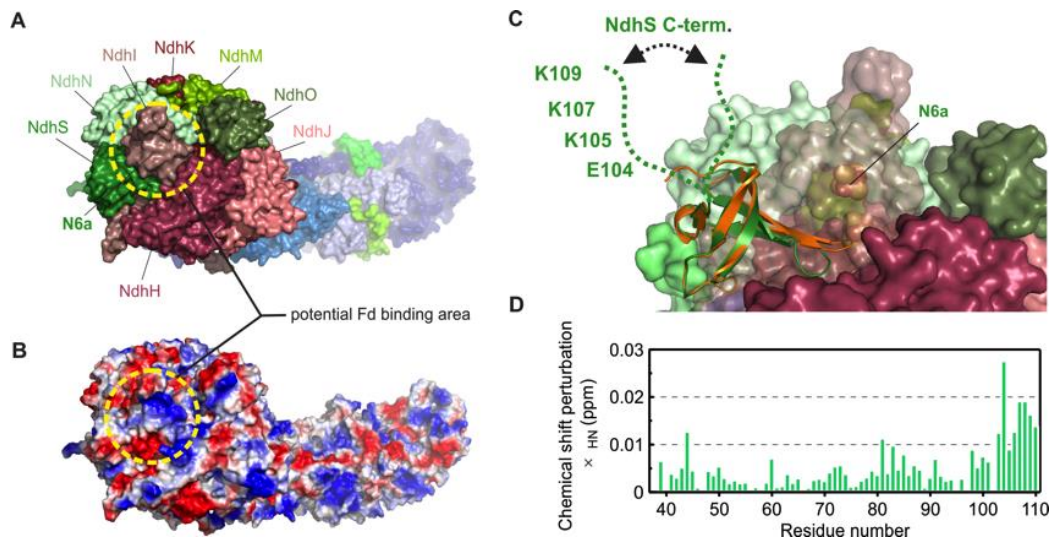 A
NdhK
NdhI
NdhM
NdhN
NdhO
NdhS
NdhJ
N6a
NdhH
potential Fd binding area
B
C
NdhS C-term.
K109
K107
K105
E104
N6a
D
Chemical shift perturbation
× HN (ppm)
0.03
0.020
0.010
0
40 50 60 70 80 90 100 110
Residue number